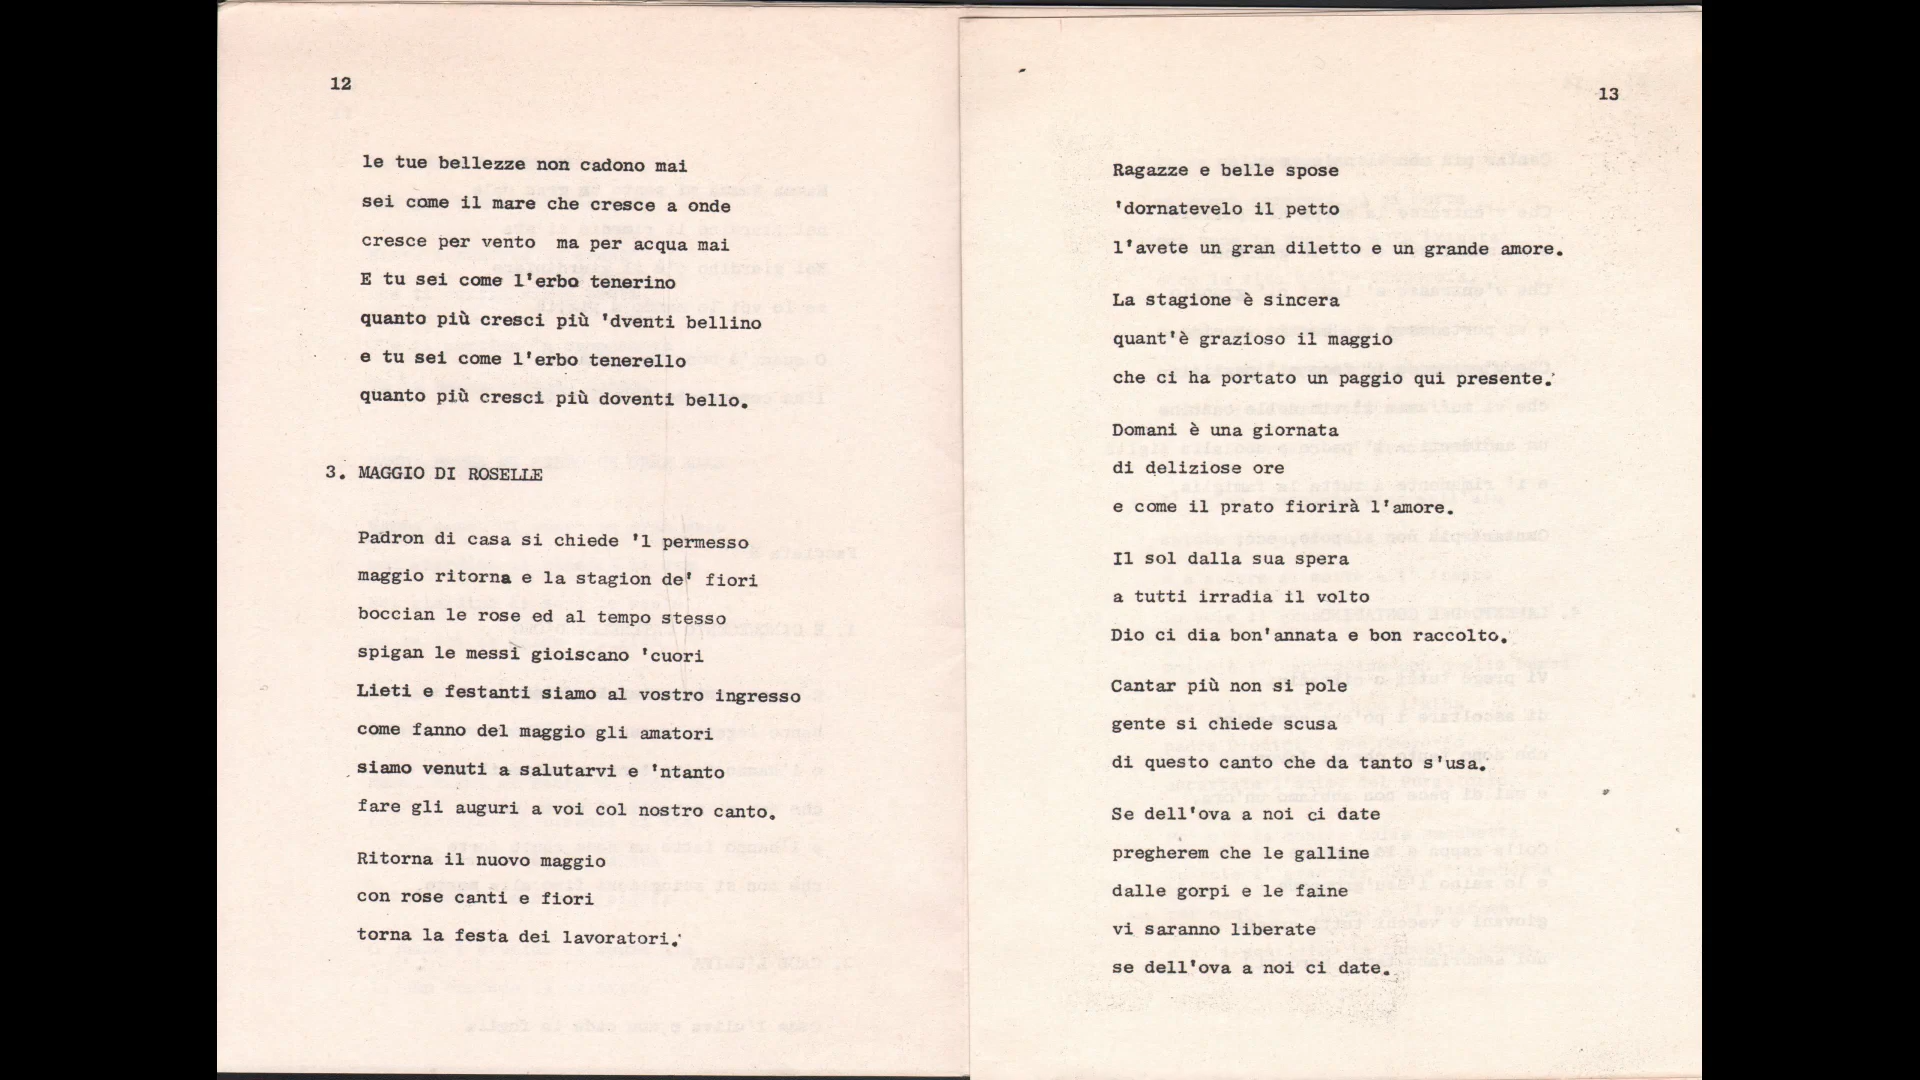 12
le tue bellezze non cadono mai
sei come il mare che cresce a onde
cresce per vento ma per acqua mai
E tu sei come l'erbo tenerino
quanto più cresci più 'dventi bellino
e tu sei come l'erbo tenerello
quanto più cresci più doventi bello.
3. MAGGIO DI ROSELLE
Padron di casa si chiede 'l permesso
maggio ritorna e la stagion de' fiori
boccian le rose ed al tempo stesso
spigan le messi gioiscano 'cuori
Lieti e festanti siamo al vostro ingresso
come fanno del maggio gli amatori
siamo venuti a salutarvi e 'ntanto
fare gli auguri a voi col nostro canto.
Ritorna il nuovo maggio
con rose canti e fiori
torna la festa dei lavoratori.
13
Ragazze e belle spose
'dornatevelo il petto
l'avete un gran diletto e un grande amore.
La stagione è sincera
quant'è grazioso il maggio
che ci ha portato un paggio qui presente.
Domani è una giornata
di deliziose ore
e come il prato fiorirà l'amore.
Il sol dalla sua spera
a tutti irradia il volto
Dio ci dia bon'annata e bon raccolto.
Cantar più non si pole
gente si chiede scusa
di questo canto che da tanto s'usa.
Se dell'ova a noi ci date
pregherem che le galline
dalle gorpi e le faine
vi saranno liberate
se dell'ova a noi ci date.